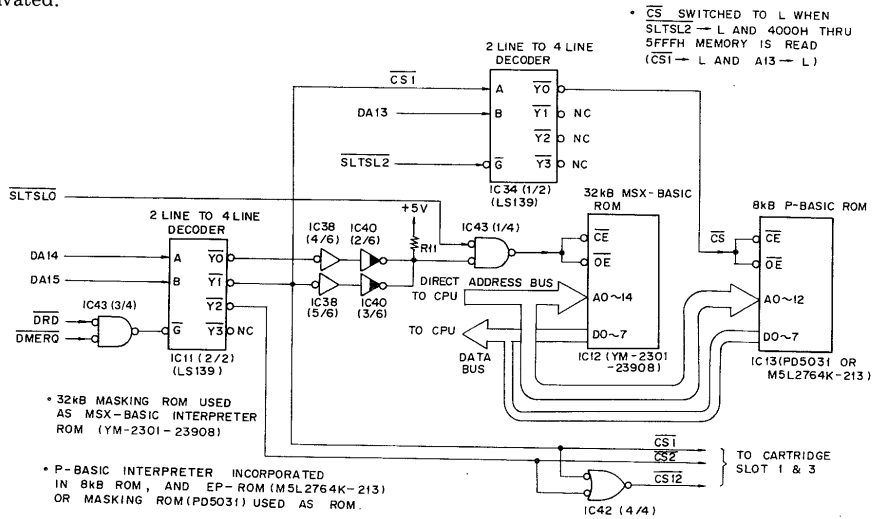 ivated.
• CS SWITCHED TO L WHEN
SLTSL2 → L AND 4000H THRU
5FFFH MEMORY IS READ
(CS1 → L AND A13 → L)
2 LINE TO 4 LINE
DECODER
CS1
A
Y0
DA13
B
Y1
NC
Y2
NC
SLTSL2
G
Y3
NC
IC34 (1/2)
(LS139)
SLTSL0
2 LINE TO 4 LINE
DECODER
DA14
A
Y0
DA15
B
Y1
IC43 (3/4)
Y2
DRD
DMERQ
G
Y3
NC
IC11 (2/2)
(LS139)
IC38
(4/6)
IC40
(2/6)
+5V
R11
IC38
(5/6)
IC40
(3/6)
IC43 (1/4)
32kB MSX-BASIC
ROM
CE
OE
A0~14
D0~7
IC12 (YM-2301
-23908)
8kB P-BASIC ROM
CS
CE
OE
A0~12
D0~7
IC13 (PD5031 OR
M5L2764K-213)
DIRECT ADDRESS BUS
TO CPU
TO CPU
DATA
BUS
• 32kB MASKING ROM USED
AS MSX-BASIC INTERPRETER
ROM (YM-2301-23908)
• P-BASIC INTERPRETER INCORPORATED
IN 8kB ROM, AND EP-ROM (M5L2764K-213)
OR MASKING ROM (PD5031) USED AS ROM.
CS1
CS2
CS12
TO CARTRIDGE
SLOT 1 & 3
IC42 (4/4)